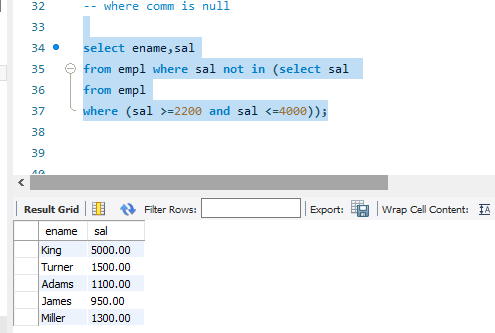 32 -- where comm is null
33
34 select ename,sal
35 from empl where sal not in (select sal
36 from empl
37 where (sal >=2200 and sal <=4000));
38
39
40
Result Grid Filter Rows: Export: Wrap Cell Content: IA
ename sal
King 5000.00
Turner 1500.00
Adams 1100.00
James 950.00
Miller 1300.00